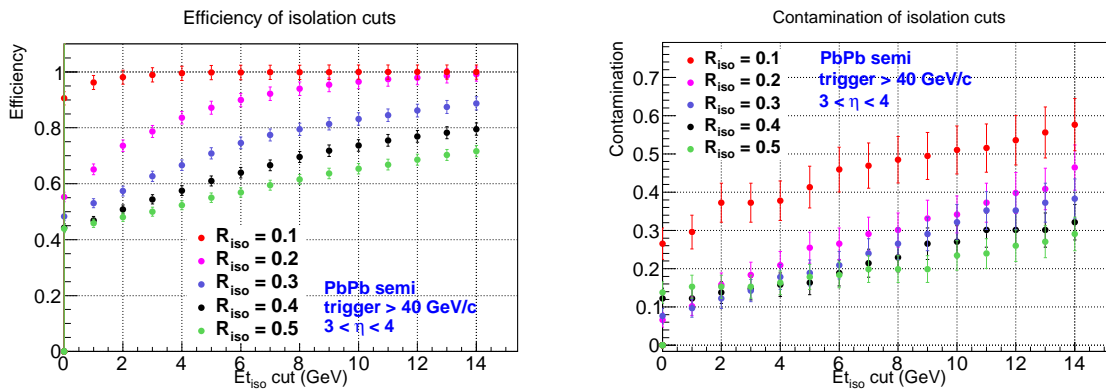 Efficiency of isolation cuts
Efficiency
1
0.8
0.6
0.4
0.2
0
R_iso = 0.1
R_iso = 0.2
R_iso = 0.3
R_iso = 0.4
R_iso = 0.5
PbPb semi
trigger > 40 GeV/c
3 < η < 4
0 2 4 6 8 10 12 14
Et_iso cut (GeV)
Contamination of isolation cuts
Contamination
0.7
0.6
0.5
0.4
0.3
0.2
0.1
0
R_iso = 0.1
R_iso = 0.2
R_iso = 0.3
R_iso = 0.4
R_iso = 0.5
PbPb semi
trigger > 40 GeV/c
3 < η < 4
0 2 4 6 8 10 12 14
Et_iso cut (GeV)